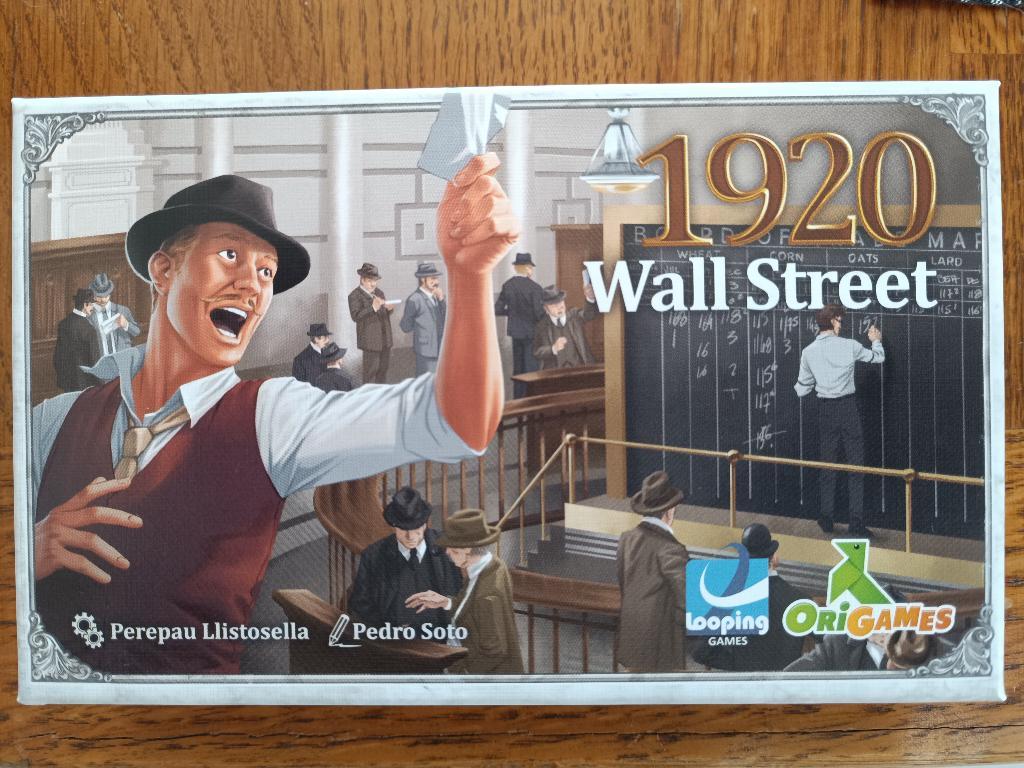 1920
Wall Street
WHEAT CORN OATS LARD
Perepau Llistosella
Pedro Soto
Looping
GAMES
ORIGAMES